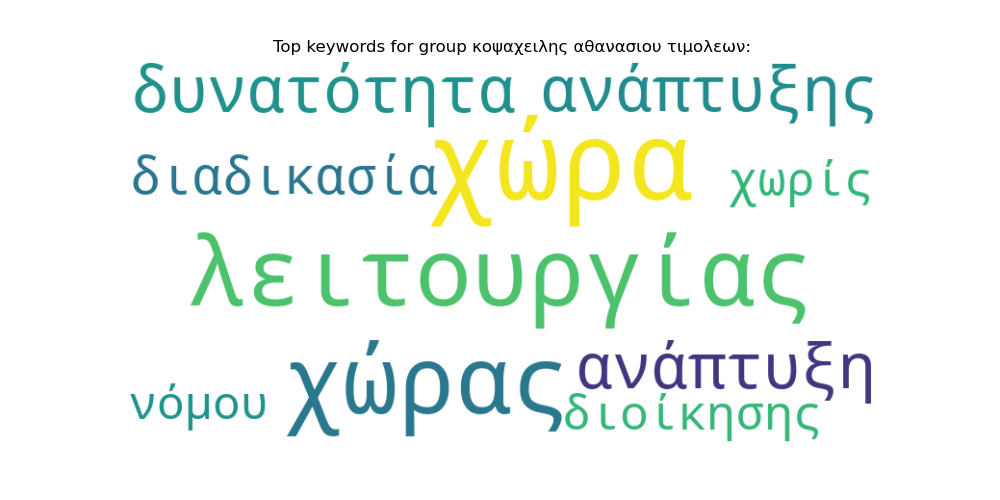 Top keywords for group κοψαχειλης αθανασιου τιμολεων:
δυνατότητα ανάπτυξης
διαδικασία χώρα χωρίς
λειτουργίας
νόμου χώρας ανάπτυξη
διοίκησης